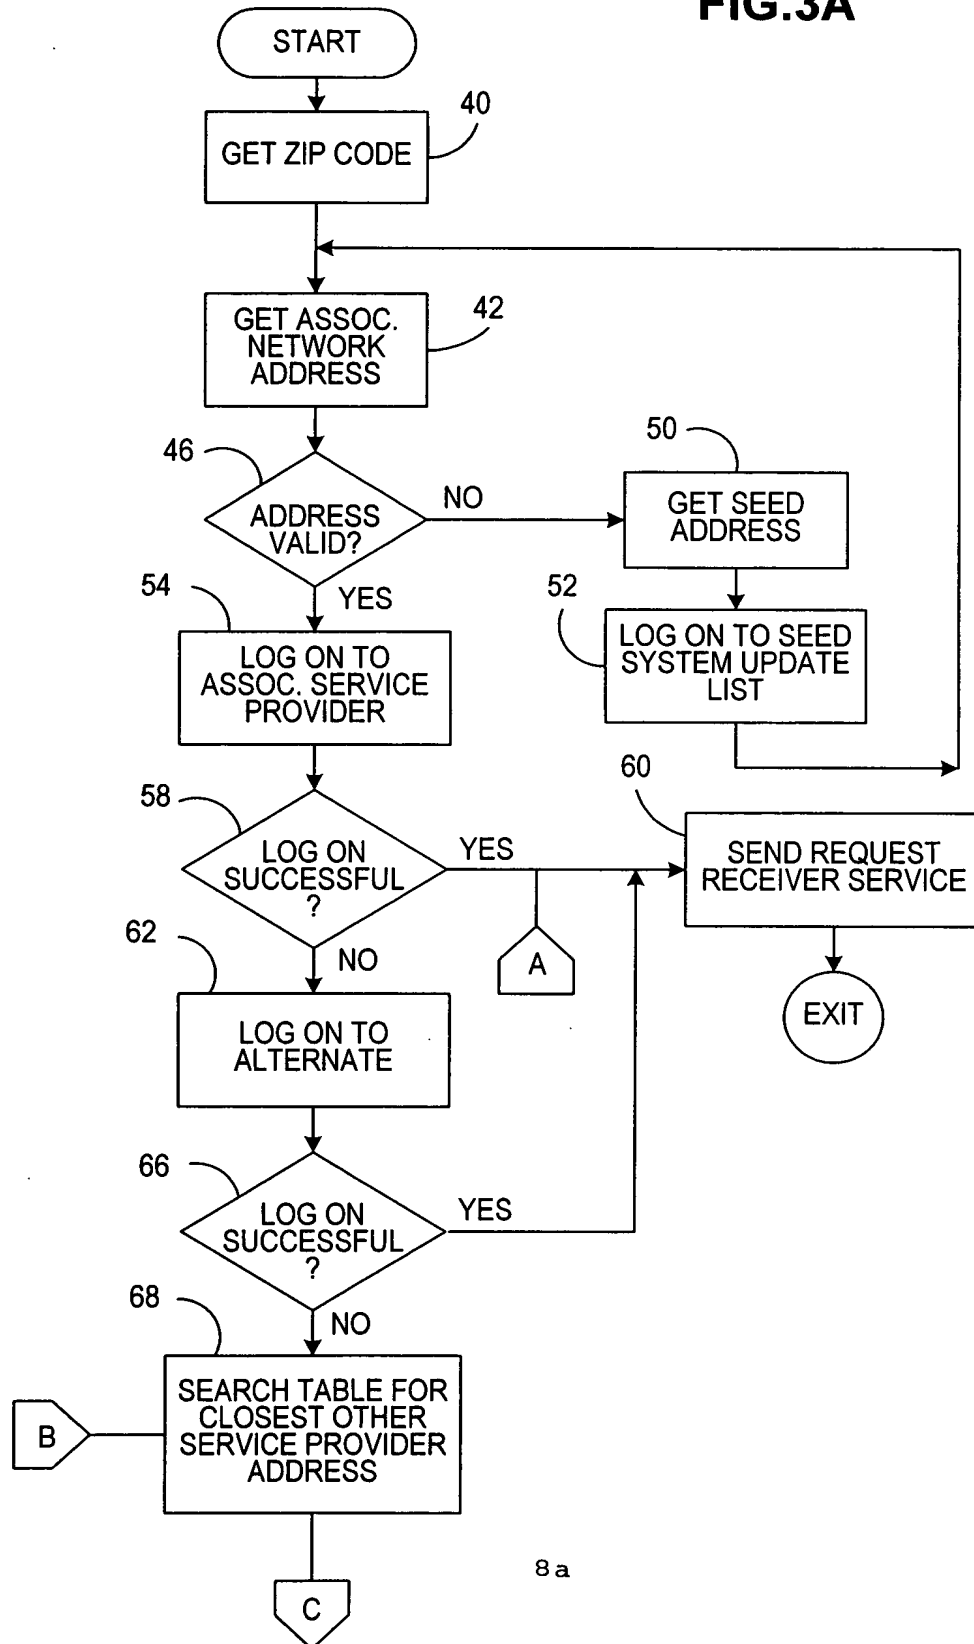 FIG.3A
START
40
GET ZIP CODE
42
GET ASSOC.
NETWORK
ADDRESS
46
ADDRESS
VALID?
NO
YES
50
GET SEED
ADDRESS
52
LOG ON TO SEED
SYSTEM UPDATE
LIST
54
LOG ON TO
ASSOC. SERVICE
PROVIDER
58
LOG ON
SUCCESSFUL
?
YES
NO
A
60
SEND REQUEST
RECEIVER SERVICE
EXIT
62
LOG ON TO
ALTERNATE
66
LOG ON
SUCCESSFUL
?
YES
NO
68
SEARCH TABLE FOR
CLOSEST OTHER
SERVICE PROVIDER
ADDRESS
B
C
8a